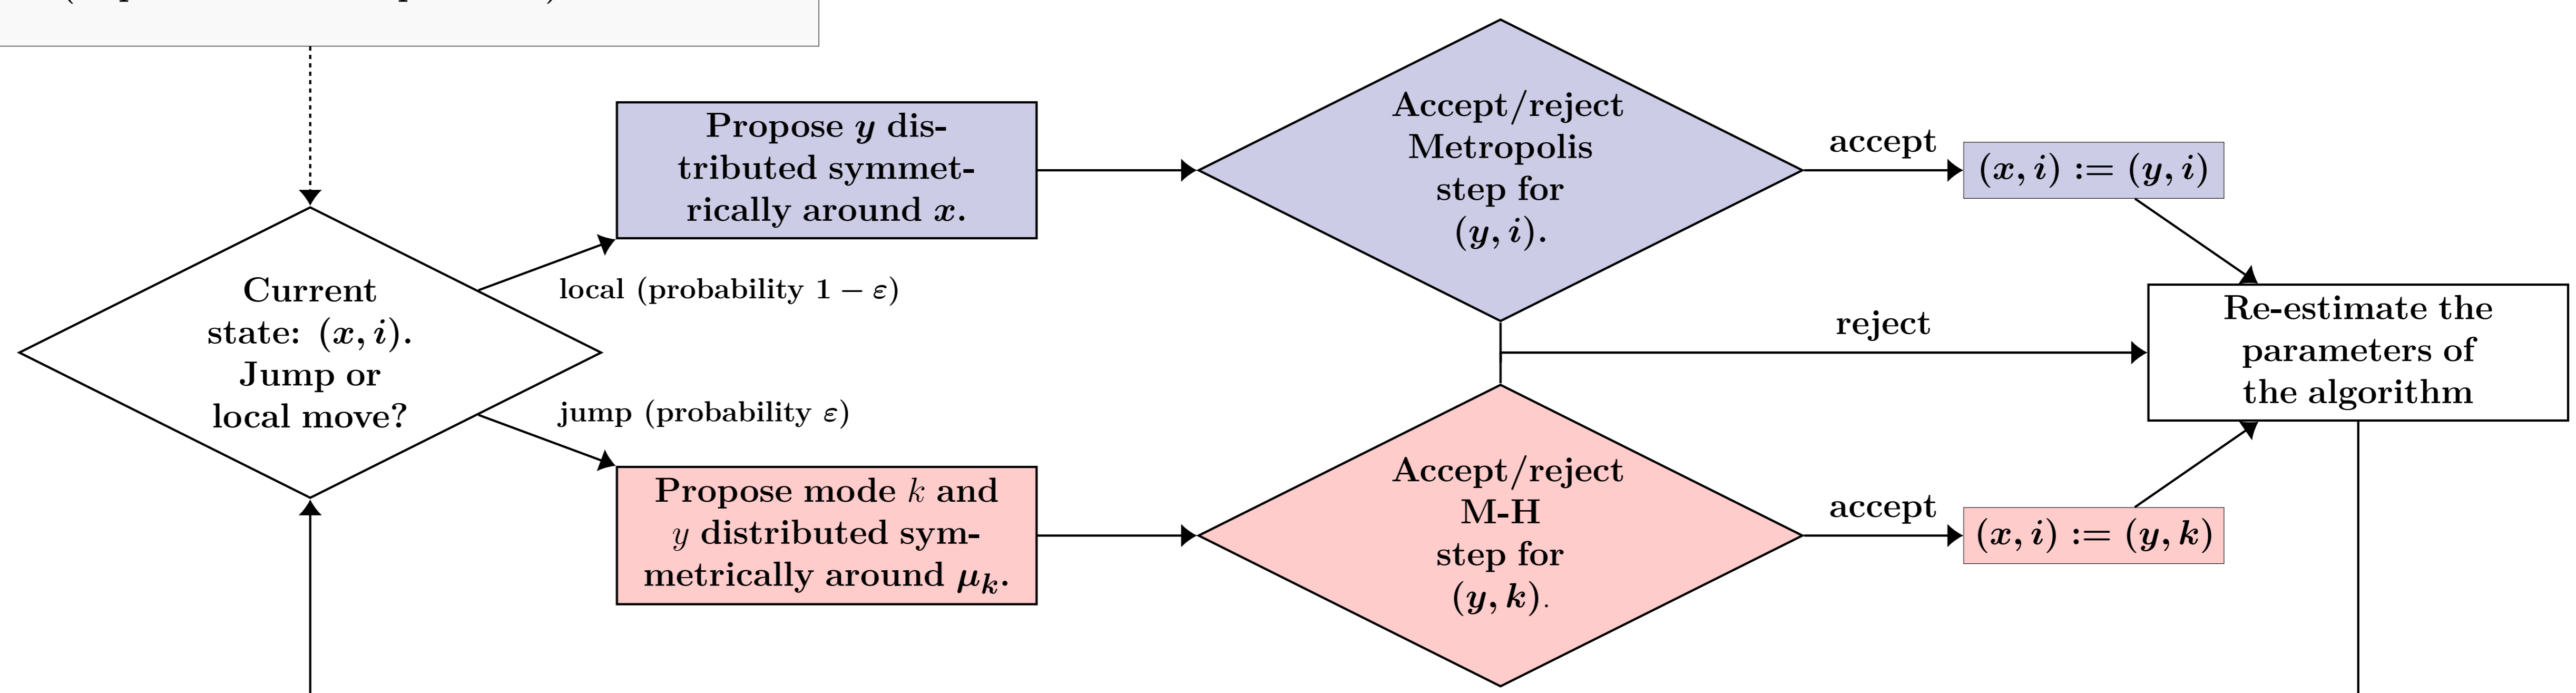 Current
state: (x, i).
Jump or
local move?
local (probability 1 − ε)
jump (probability ε)
Propose y dis-
tributed symmet-
rically around x.
Propose mode k and
y distributed sym-
metrically around μk.
Accept/reject
Metropolis
step for
(y, i).
Accept/reject
M-H
step for
(y, k).
accept
(x, i) := (y, i)
reject
accept
(x, i) := (y, k)
Re-estimate the
parameters of
the algorithm